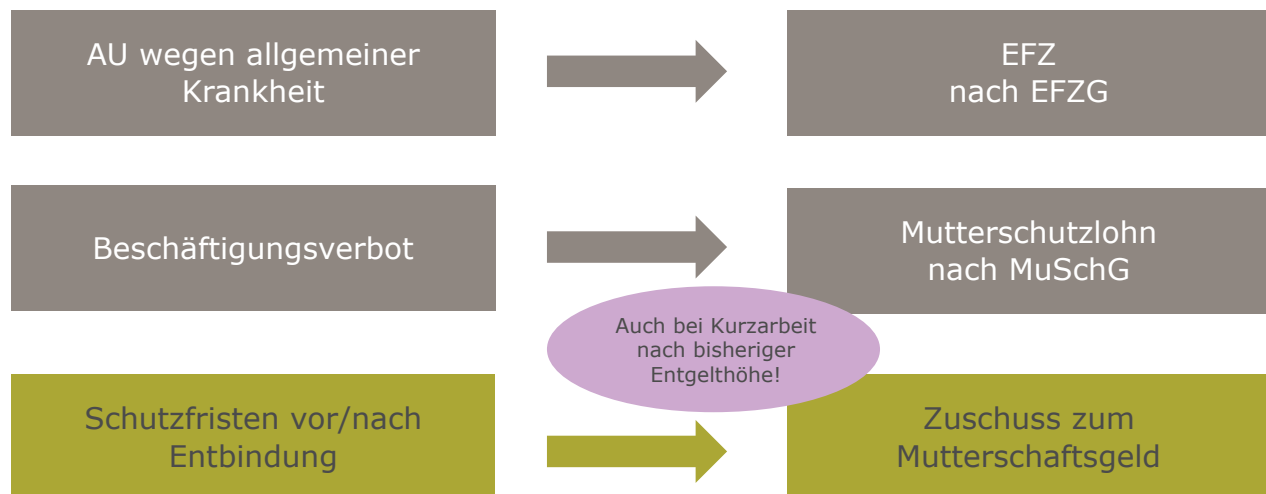 AU wegen allgemeiner
Krankheit
EFZ
nach EFZG
Beschäftigungsverbot
Mutterschutzlohn
nach MuSchG
Auch bei Kurzarbeit
nach bisheriger
Entgelthöhe!
Schutzfristen vor/nach
Entbindung
Zuschuss zum
Mutterschaftsgeld